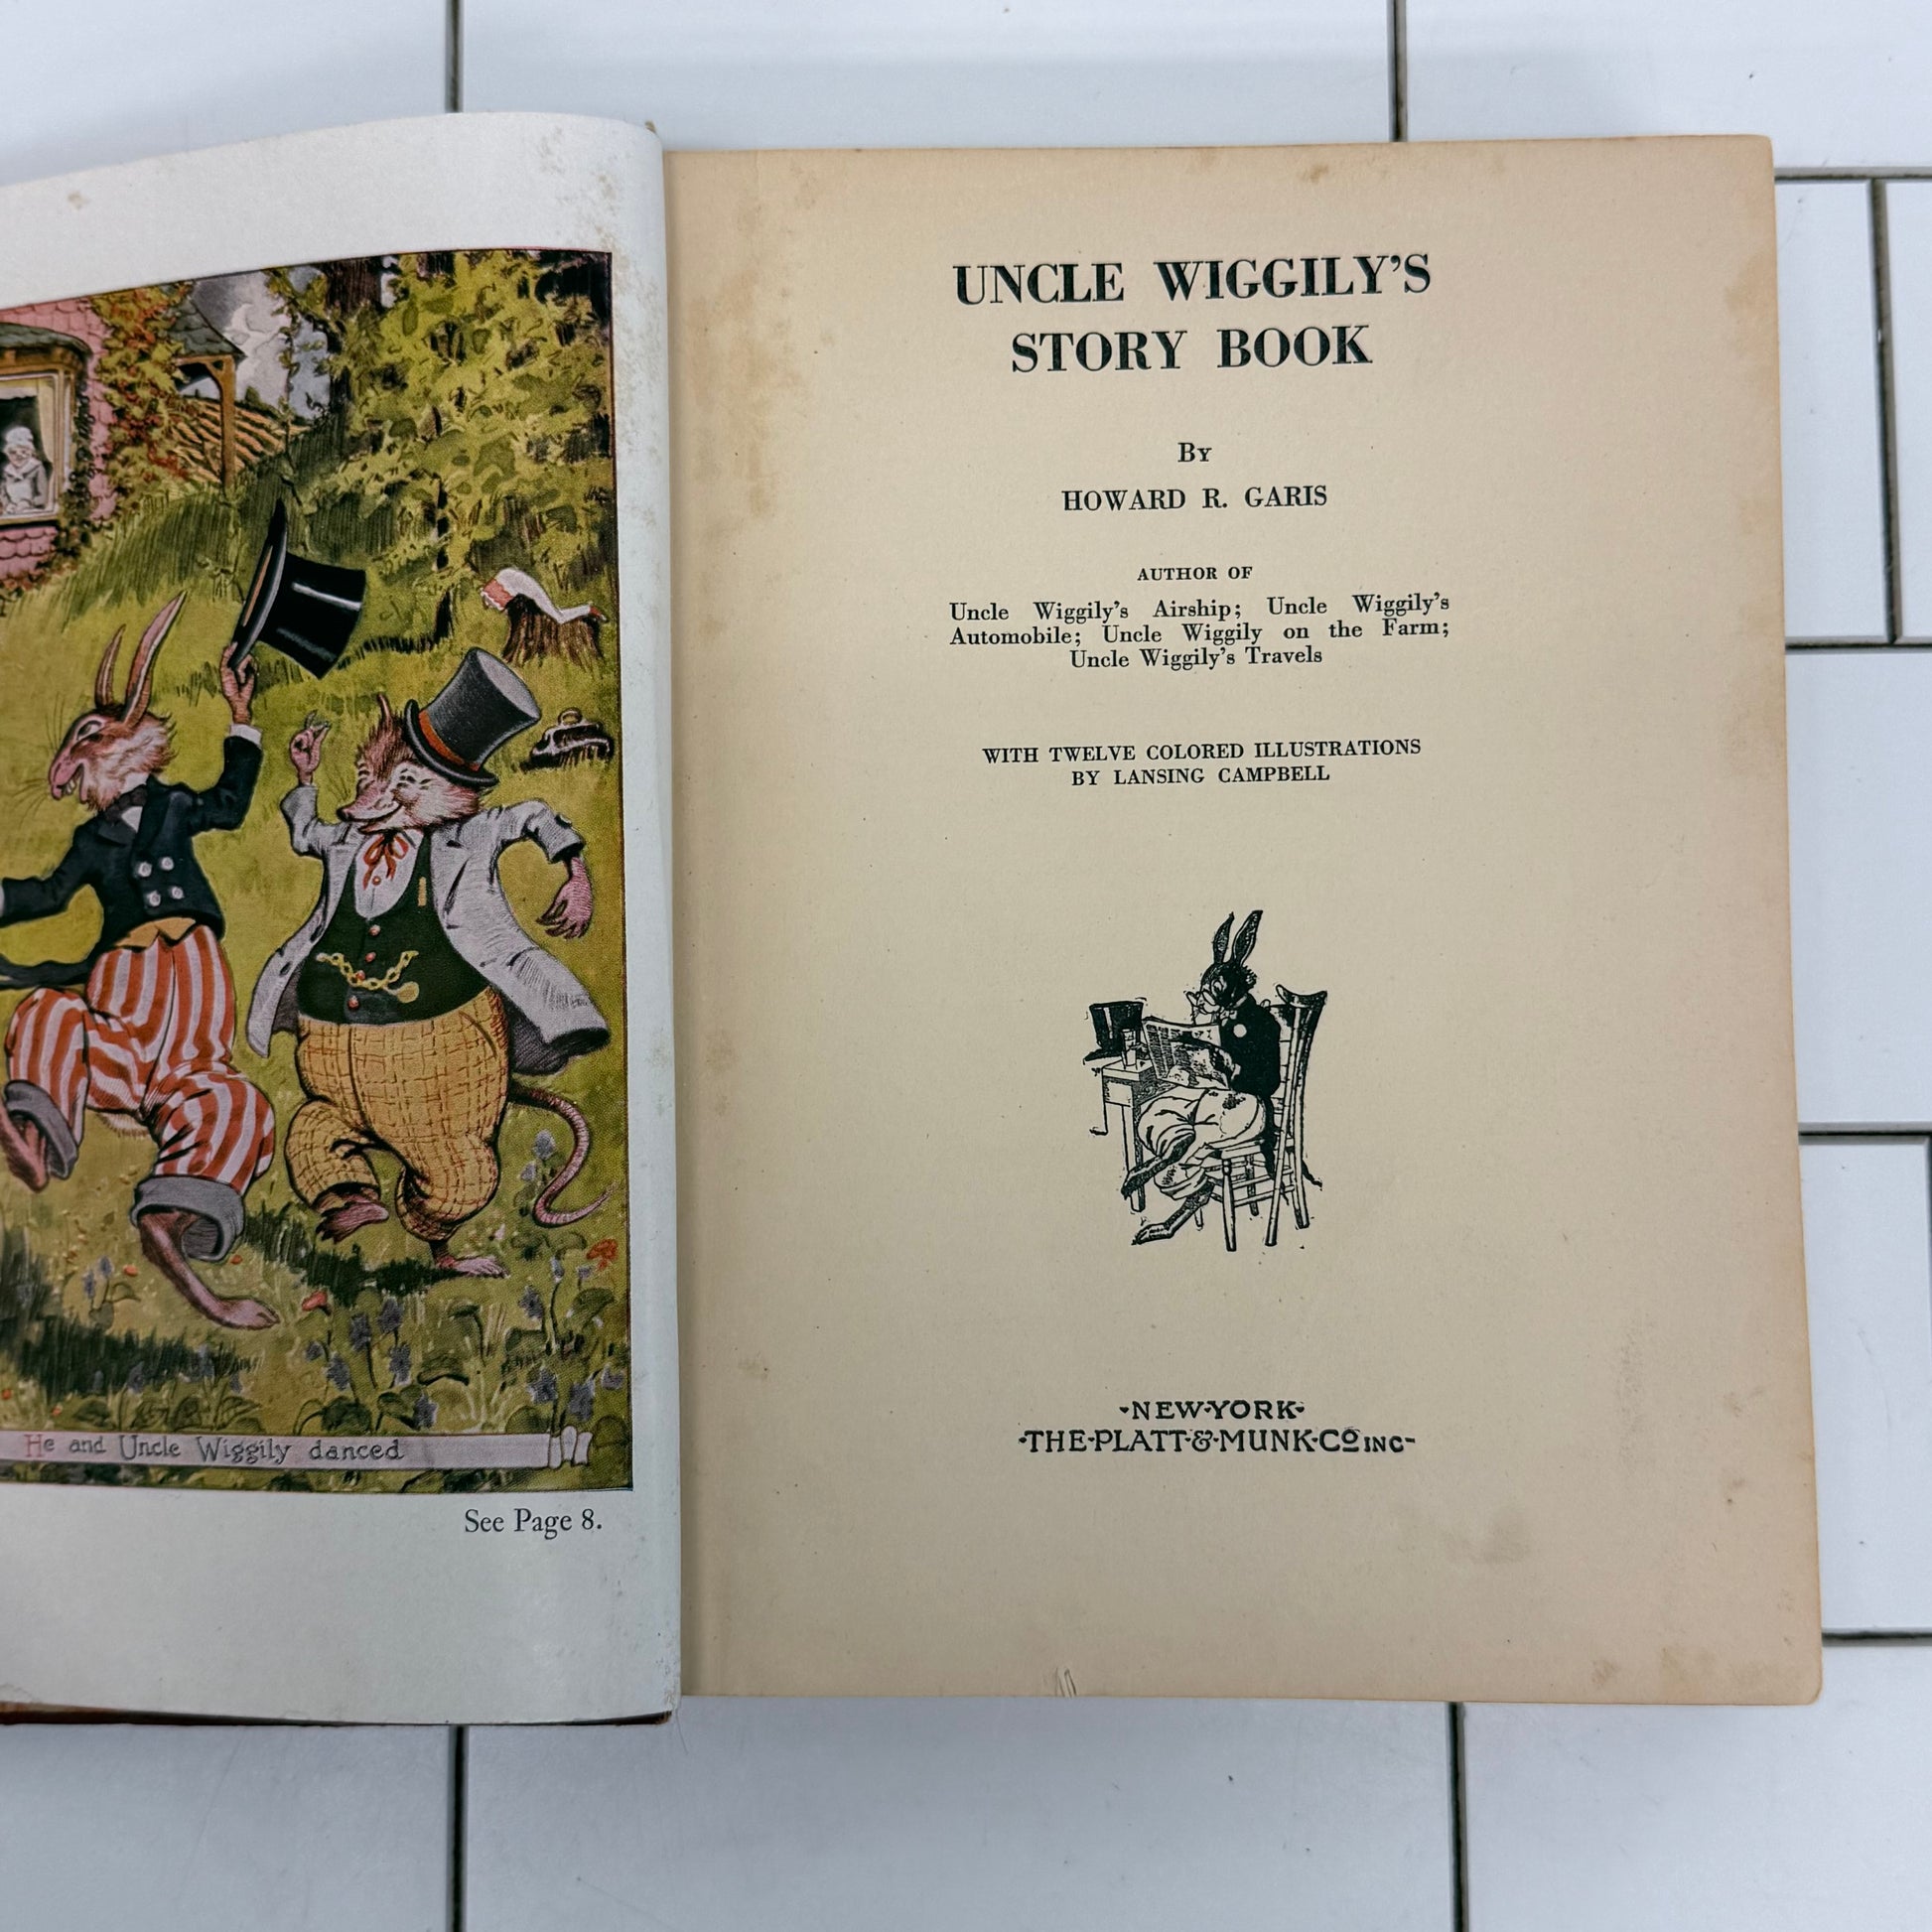 He and Uncle Wiggily danced
See Page 8.
UNCLE WIGGILY'S
STORY BOOK
By
HOWARD R. GARIS
AUTHOR OF
Uncle Wiggily's Airship; Uncle Wiggily's
Automobile; Uncle Wiggily on the Farm;
Uncle Wiggily's Travels
WITH TWELVE COLORED ILLUSTRATIONS
BY LANSING CAMPBELL
·NEW·YORK·
·THE·PLATT·&·MUNK·Co INC-